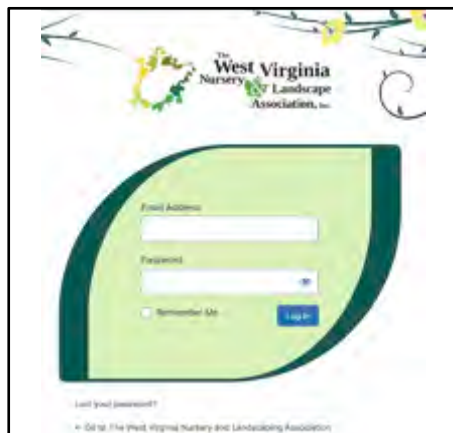 The
West Virginia
Nursery & Landscape
Association, Inc.
Email Address
Password
Remember Me
Log In
Lost your password?
← Go to The West Virginia Nursery and Landscaping Association